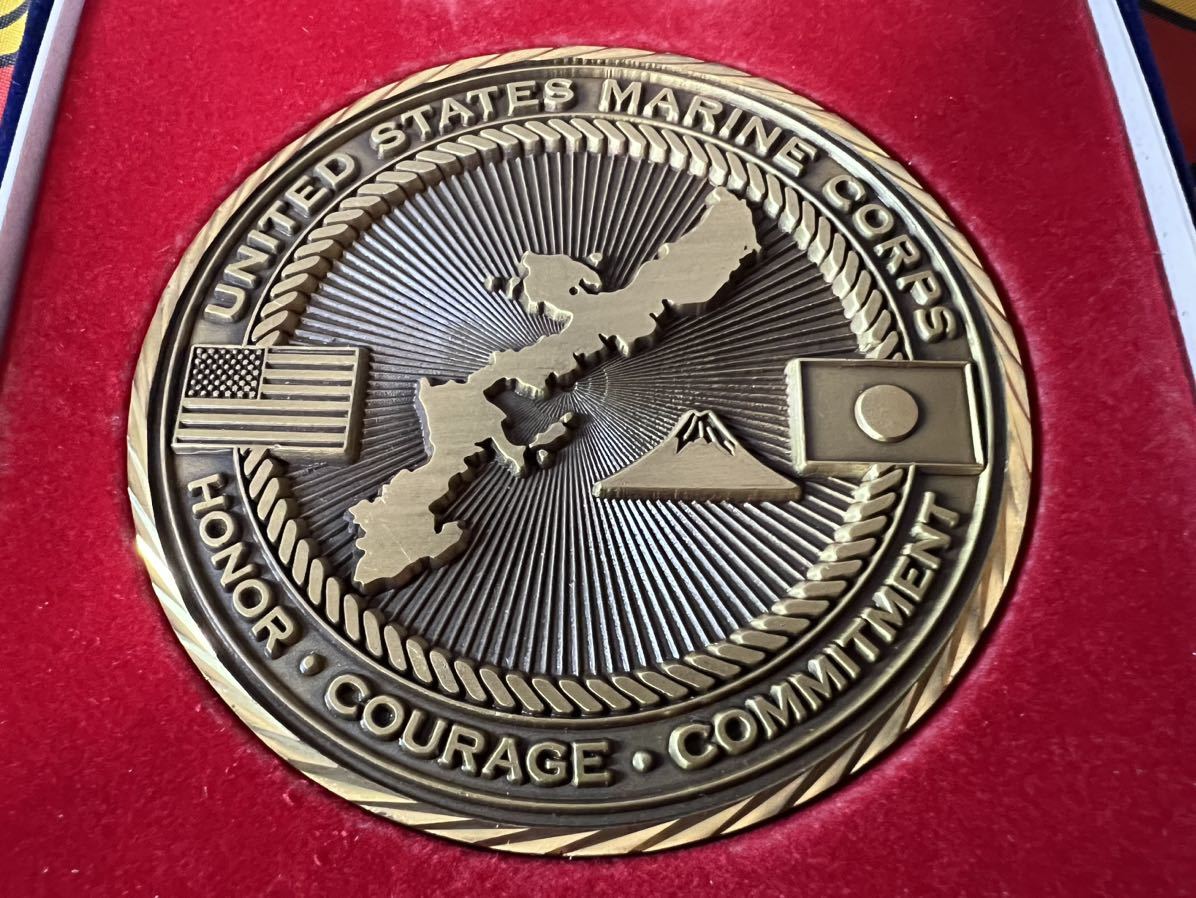 UNITED STATES MARINE CORPS
HONOR • COURAGE • COMMITMENT